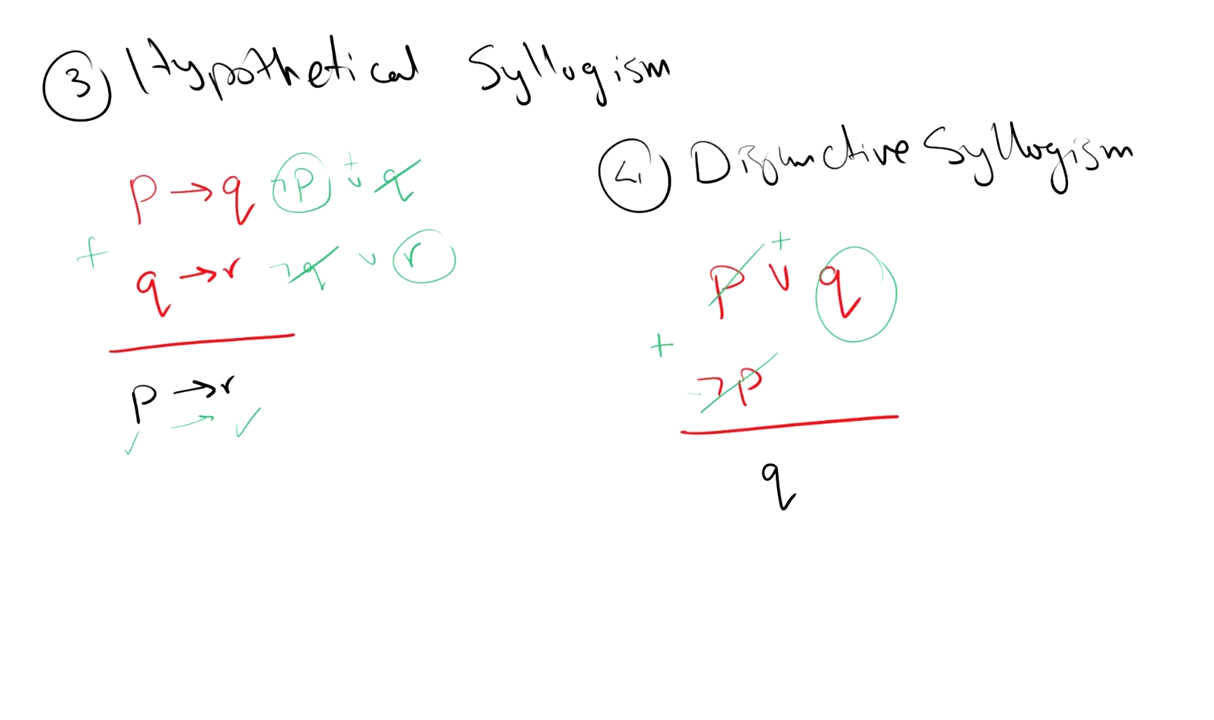 ③ Hypothetical Syllogism
p → q ¬p ∨ q
+
+
q → r ¬q ∨ r
p → r
✓ → ✓
④ Disjunctive Syllogism
+
p ∨ q
+
¬p
q